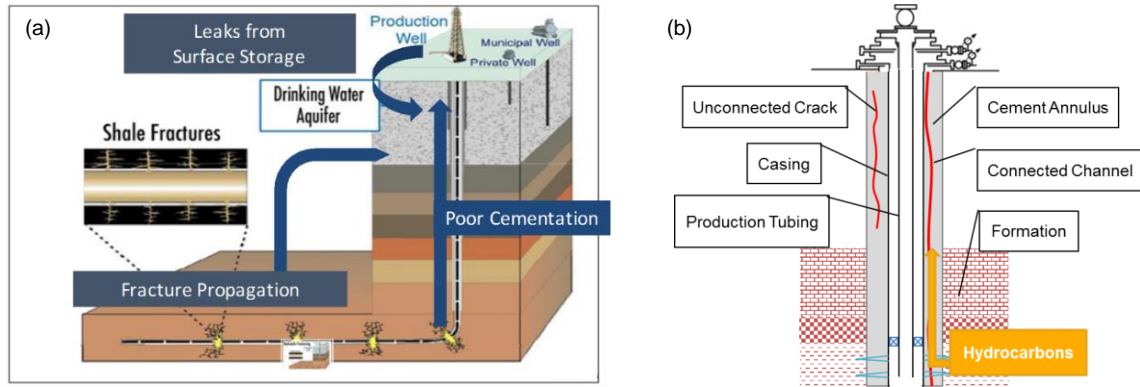 (a)
Leaks from
Surface Storage
Production
Well
Municipal Well
Private Well
Drinking Water
Aquifer
Shale Fractures
Poor Cementation
Fracture Propagation
(b)
Unconnected Crack
Cement Annulus
Casing
Connected Channel
Production Tubing
Formation
Hydrocarbons